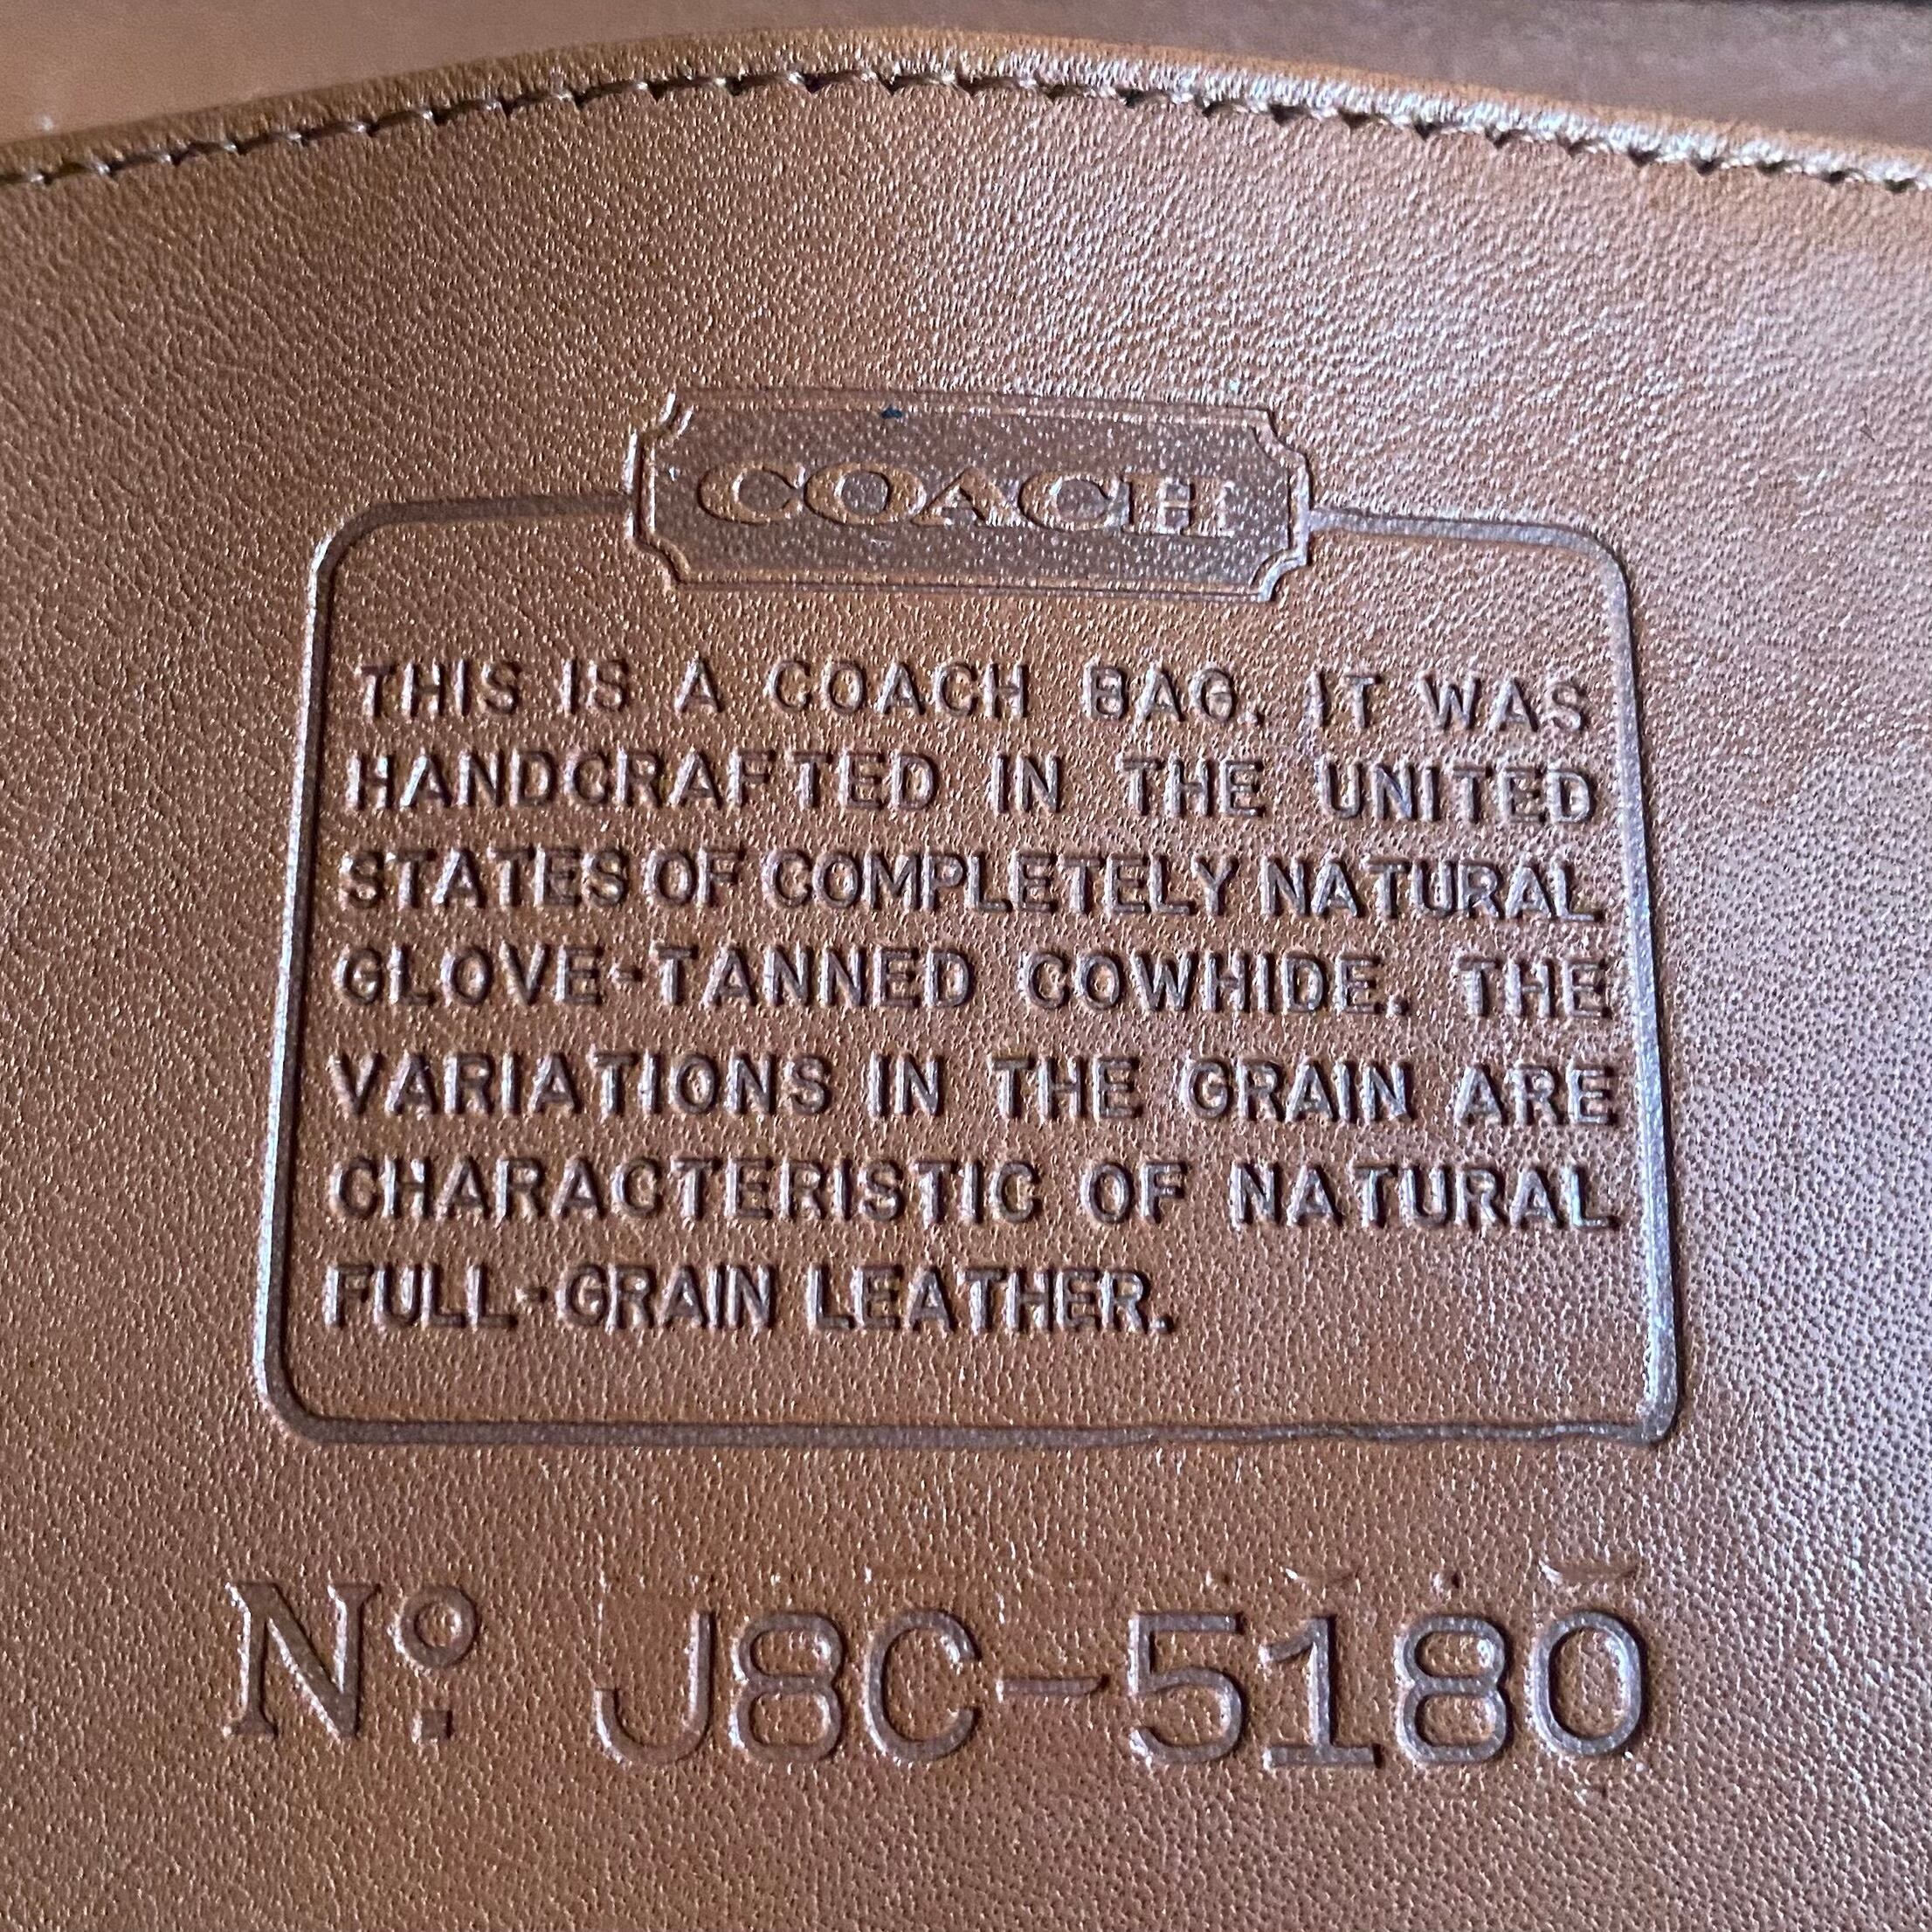 COACH
THIS IS A COACH BAG. IT WAS
HANDCRAFTED IN THE UNITED
STATES OF COMPLETELY NATURAL
GLOVE-TANNED COWHIDE. THE
VARIATIONS IN THE GRAIN ARE
CHARACTERISTIC OF NATURAL
FULL-GRAIN LEATHER.
Nº. J8C-5180